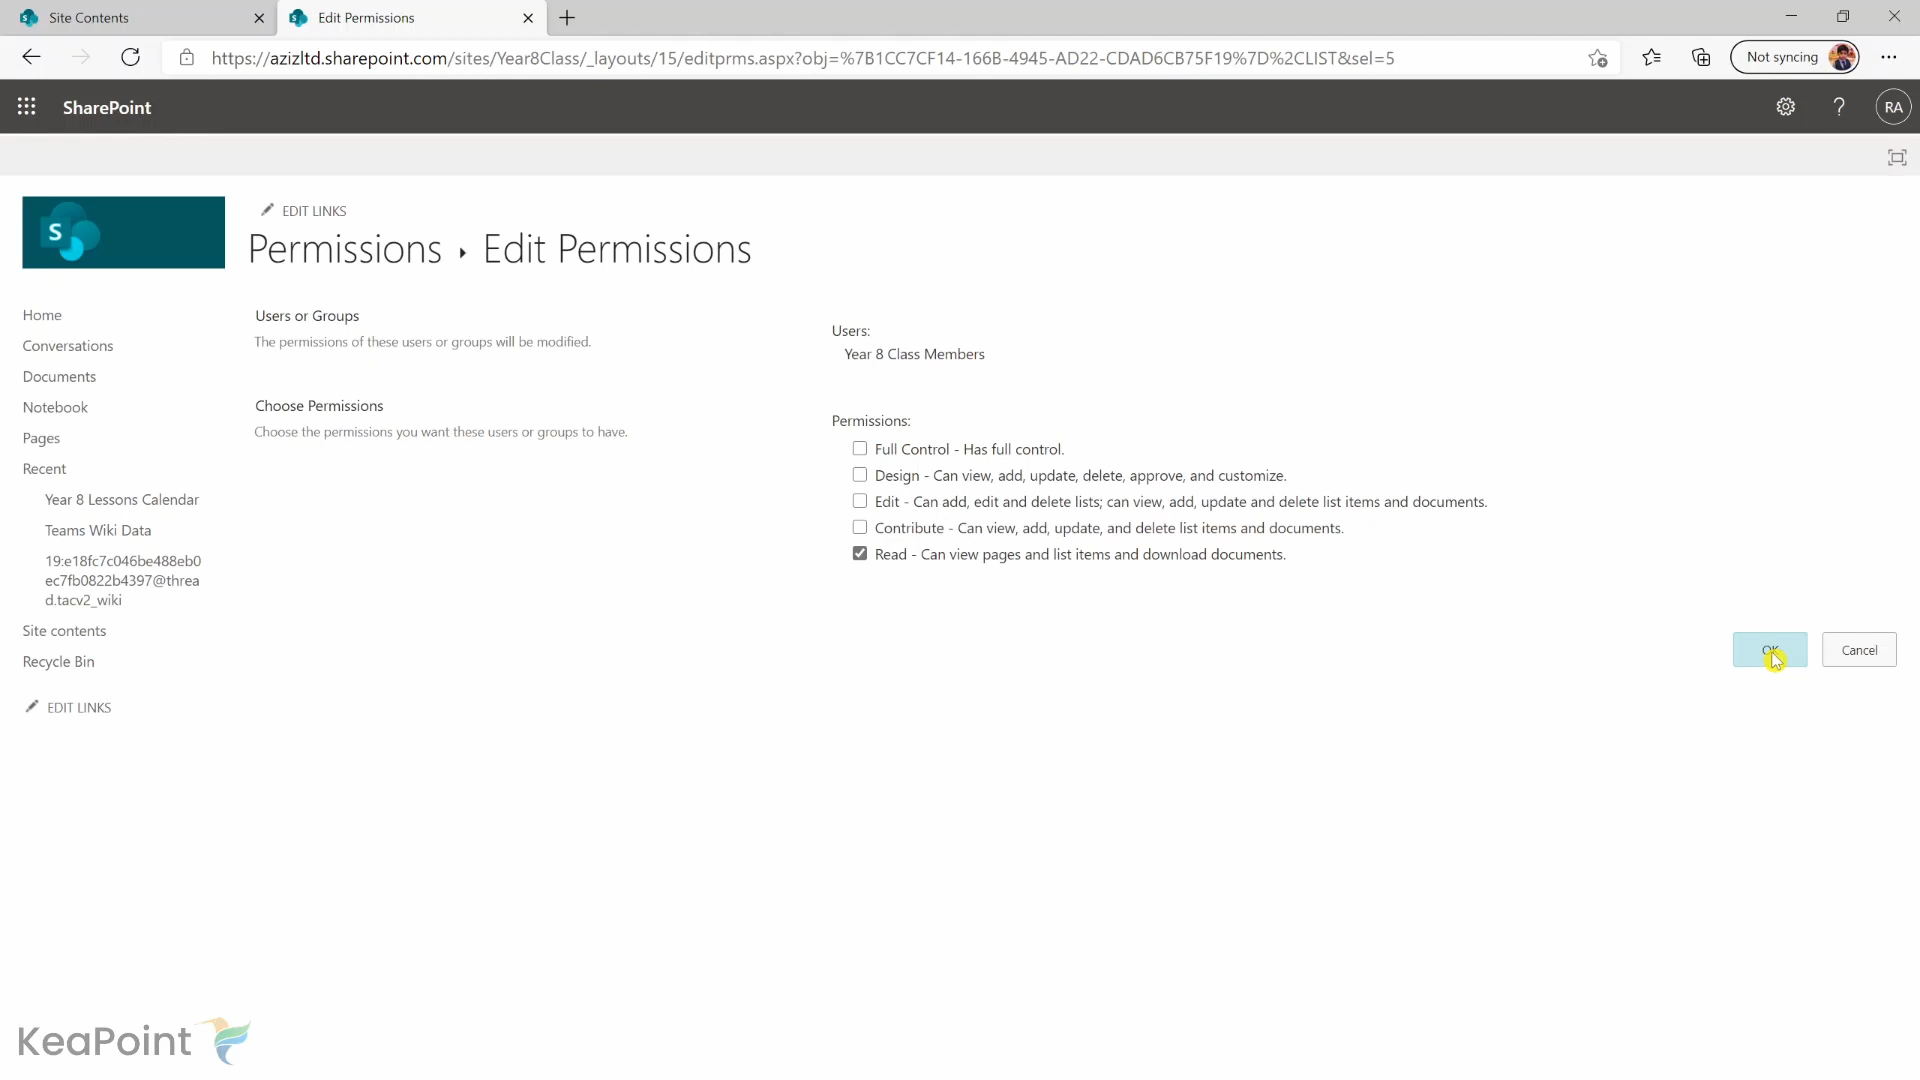 Site Contents
Edit Permissions
https://azizltd.sharepoint.com/sites/Year8Class/_layouts/15/editprms.aspx?obj=%7B1CC7CF14-166B-4945-AD22-CDAD6CB75F19%7D%2CLIST&sel=5
Not syncing
SharePoint
?
RA
S
EDIT LINKS
Permissions ▸ Edit Permissions
Home
Conversations
Documents
Notebook
Pages
Recent
Year 8 Lessons Calendar
Teams Wiki Data
19:e18fc7c046be488eb0
ec7fb0822b4397@threa
d.tacv2_wiki
Site contents
Recycle Bin
EDIT LINKS
Users or Groups
The permissions of these users or groups will be modified.
Users:
Year 8 Class Members
Choose Permissions
Choose the permissions you want these users or groups to have.
Permissions:
Full Control - Has full control.
Design - Can view, add, update, delete, approve, and customize.
Edit - Can add, edit and delete lists; can view, add, update and delete list items and documents.
Contribute - Can view, add, update, and delete list items and documents.
Read - Can view pages and list items and download documents.
OK
Cancel
KeaPoint